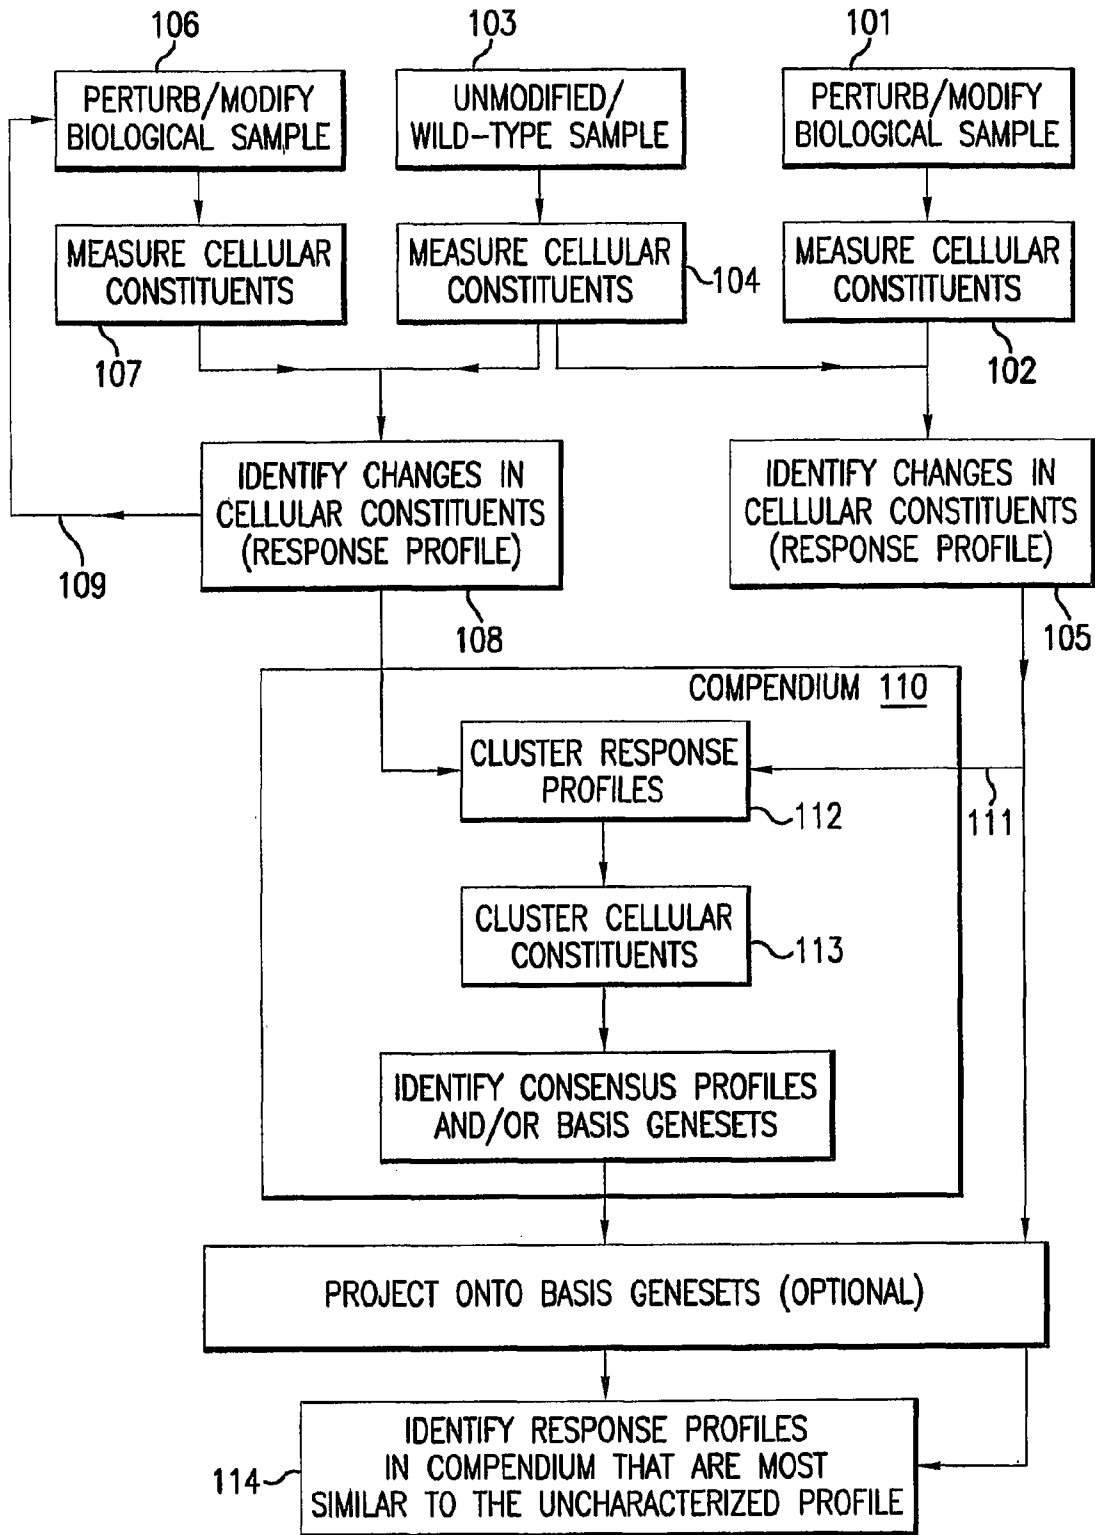 106
103
101
PERTURB/MODIFY
BIOLOGICAL SAMPLE
UNMODIFIED/
WILD-TYPE SAMPLE
PERTURB/MODIFY
BIOLOGICAL SAMPLE
MEASURE CELLULAR
CONSTITUENTS
MEASURE CELLULAR
CONSTITUENTS
104
MEASURE CELLULAR
CONSTITUENTS
107
102
IDENTIFY CHANGES IN
CELLULAR CONSTITUENTS
(RESPONSE PROFILE)
IDENTIFY CHANGES IN
CELLULAR CONSTITUENTS
(RESPONSE PROFILE)
109
108
105
COMPENDIUM 110
CLUSTER RESPONSE
PROFILES
112
111
CLUSTER CELLULAR
CONSTITUENTS
113
IDENTIFY CONSENSUS PROFILES
AND/OR BASIS GENESETS
PROJECT ONTO BASIS GENESETS (OPTIONAL)
IDENTIFY RESPONSE PROFILES
IN COMPENDIUM THAT ARE MOST
SIMILAR TO THE UNCHARACTERIZED PROFILE
114